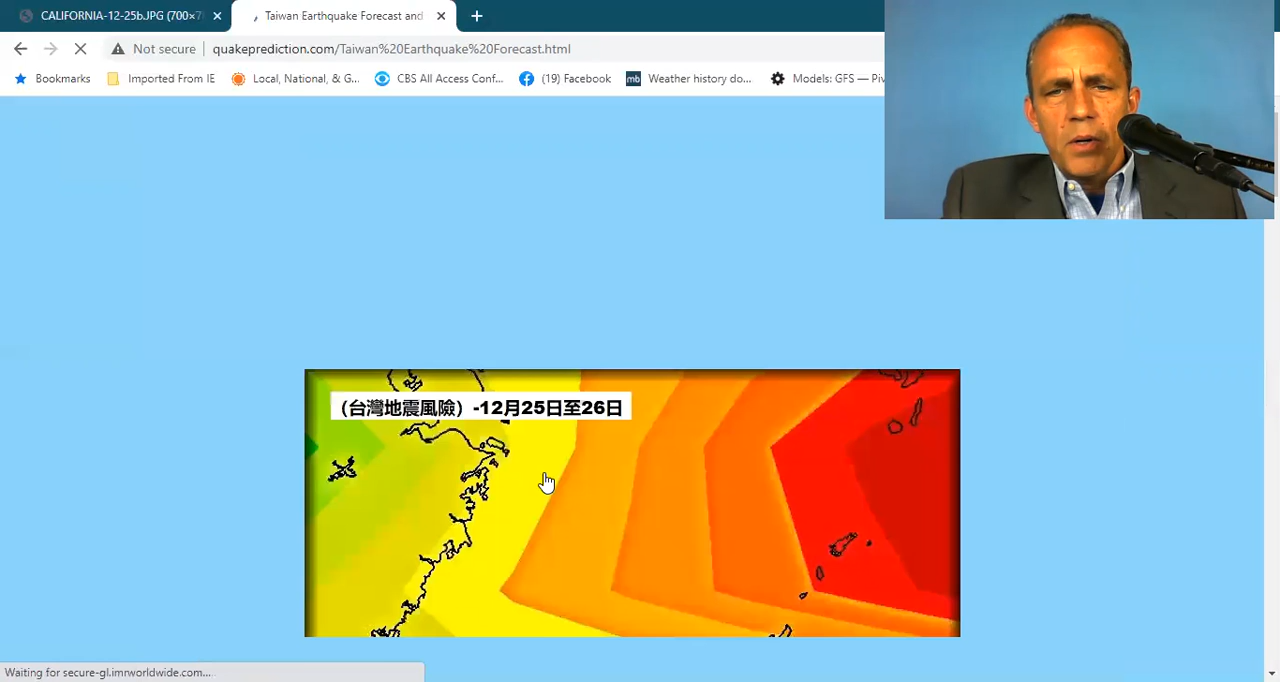 CALIFORNIA-12-25b.JPG (700×7
Taiwan Earthquake Forecast and
Not secure
quakeprediction.com/Taiwan%20Earthquake%20Forecast.html
Bookmarks
Imported From IE
Local, National, & G...
CBS All Access Conf...
(19) Facebook
mb
Weather history do...
Models: GFS — Piv
（台灣地震風險）-12月25日至26日
Waiting for secure-gl.imrworldwide.com...